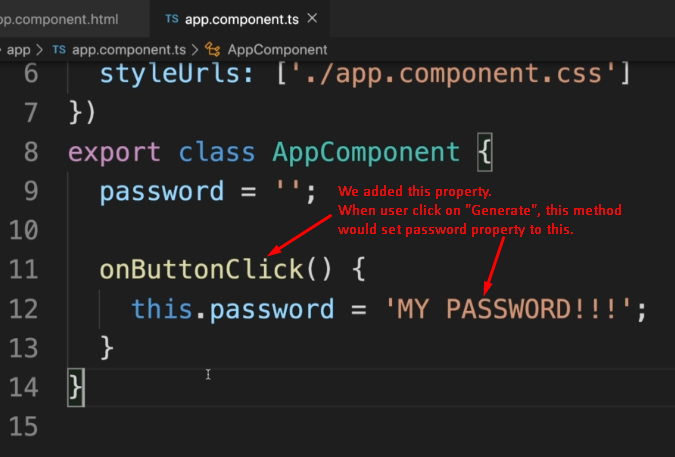 pp.component.html TS app.component.ts ×
app > TS app.component.ts > AppComponent
6 styleUrls: ['./app.component.css']
7 })
8 export class AppComponent {
9 password = '';
We added this property.
When user click on "Generate", this method
would set password property to this.
10
11 onButtonClick() {
12 this.password = 'MY PASSWORD!!!';
13 }
14 }
15